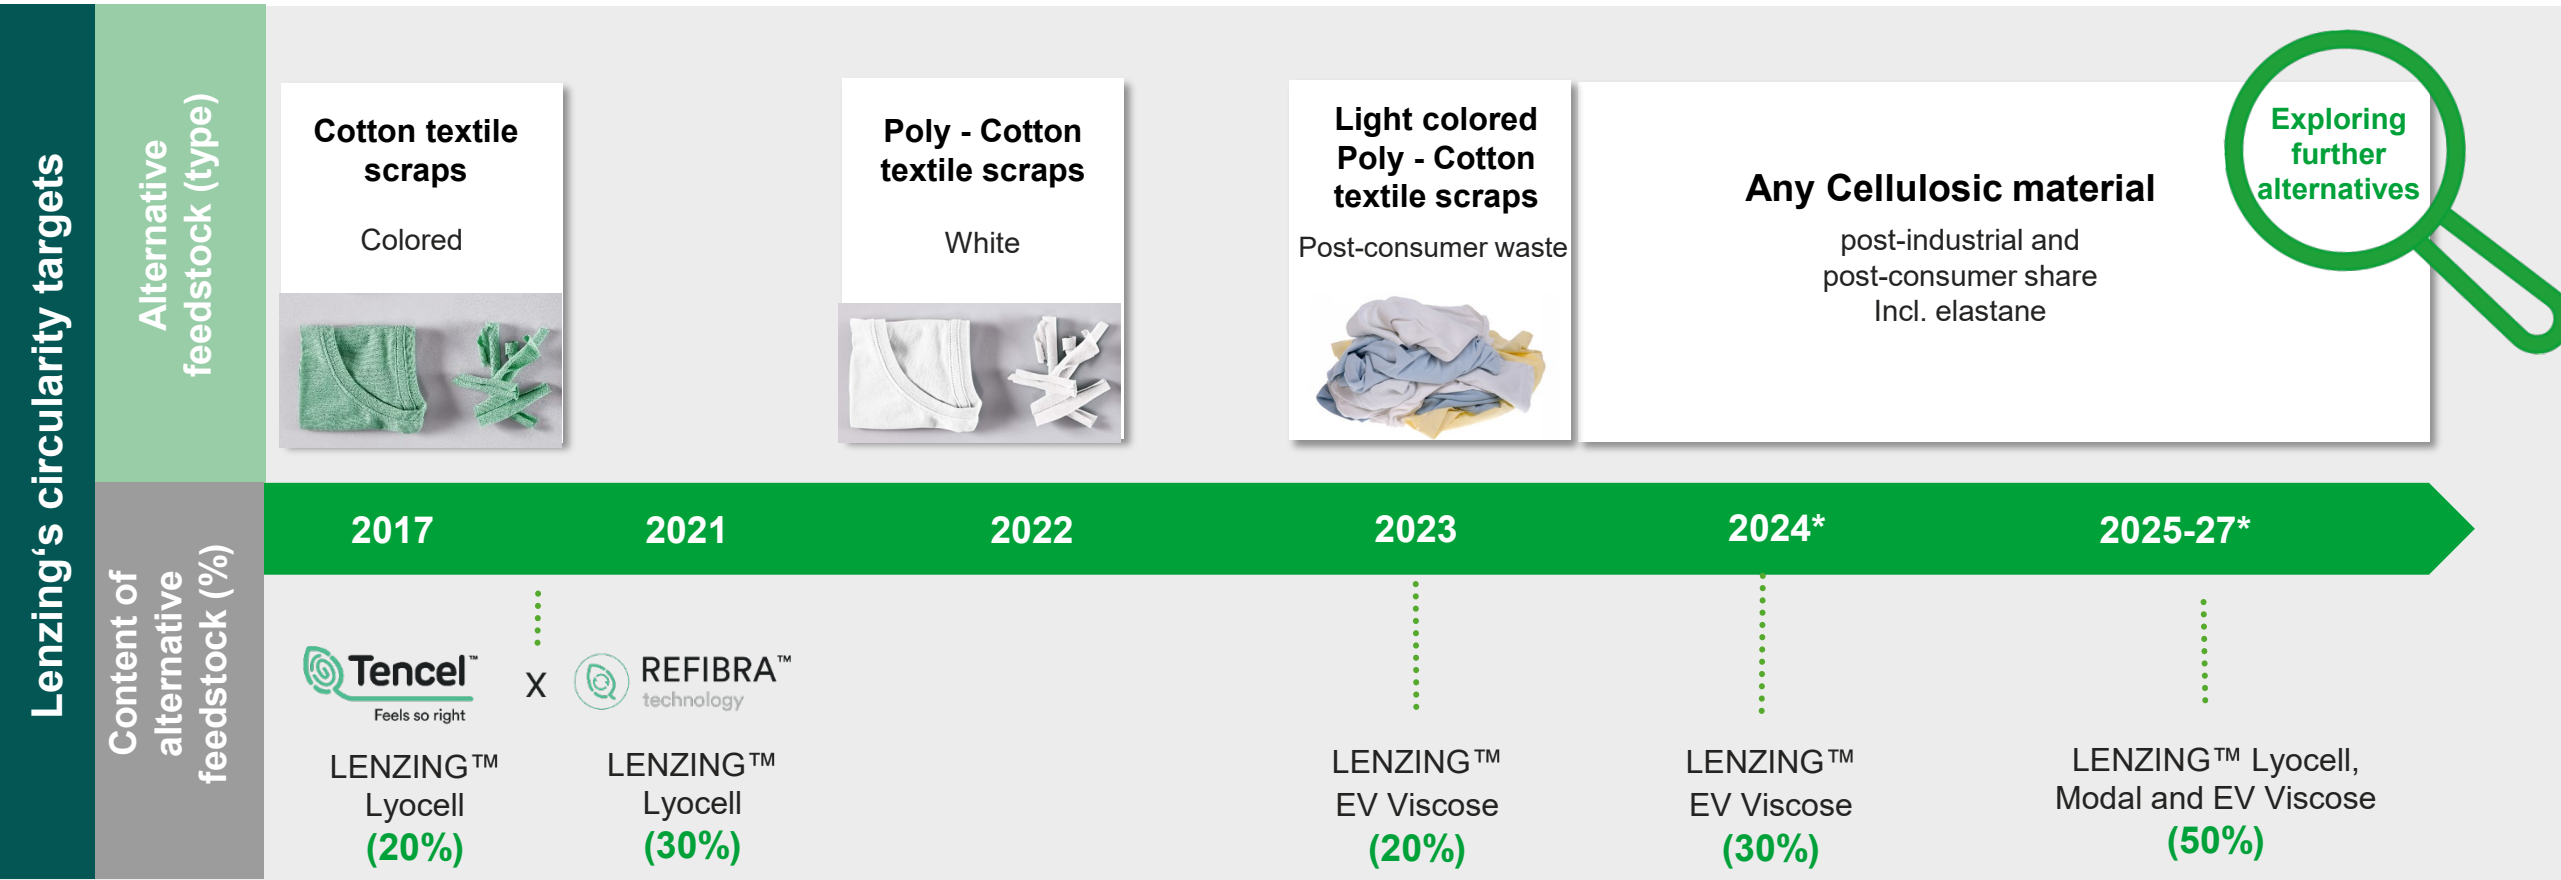 Lenzing‘s circularity targets
Alternative
feedstock (type)
Cotton textile
scraps
Colored
Poly - Cotton
textile scraps
White
Light colored
Poly - Cotton
textile scraps
Post-consumer waste
Any Cellulosic material
post-industrial and
post-consumer share
Incl. elastane
Exploring
further
alternatives
2017
2021
2022
2023
2024*
2025-27*
Content of
alternative
feedstock (%)
Tencel™
Feels so right
X
REFIBRA™
technology
LENZING™
Lyocell
(20%)
LENZING™
Lyocell
(30%)
LENZING™
EV Viscose
(20%)
LENZING™
EV Viscose
(30%)
LENZING™ Lyocell,
Modal and EV Viscose
(50%)